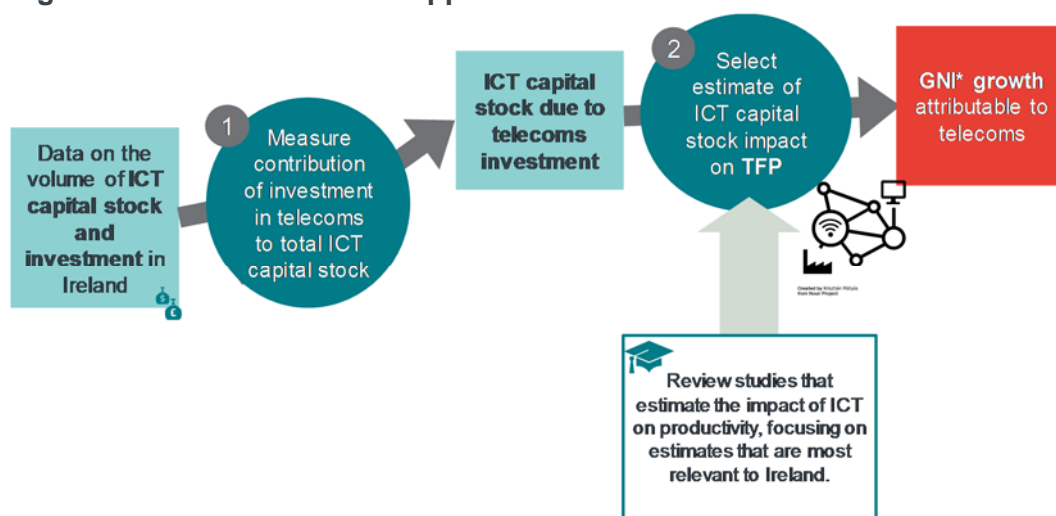 1
Data on the
volume of ICT
capital stock
and
investment in
Ireland
Measure
contribution
of investment
in telecoms
to total ICT
capital stock
ICT capital
stock due to
telecoms
investment
2
Select
estimate of
ICT capital
stock impact
on TFP
GNI* growth
attributable to
telecoms
from Noun Project
Review studies that
estimate the impact of ICT
on productivity, focusing on
estimates that are most
relevant to Ireland.